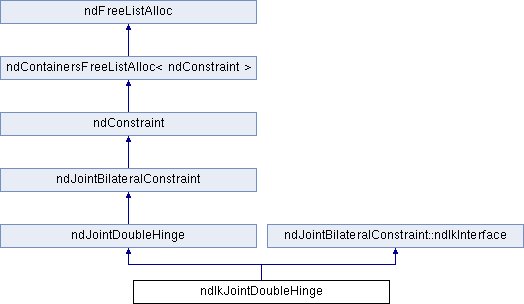 ndFreeListAlloc
ndContainersFreeListAlloc< ndConstraint >
ndConstraint
ndJointBilateralConstraint
ndJointDoubleHinge
ndJointBilateralConstraint::ndIkInterface
ndIkJointDoubleHinge